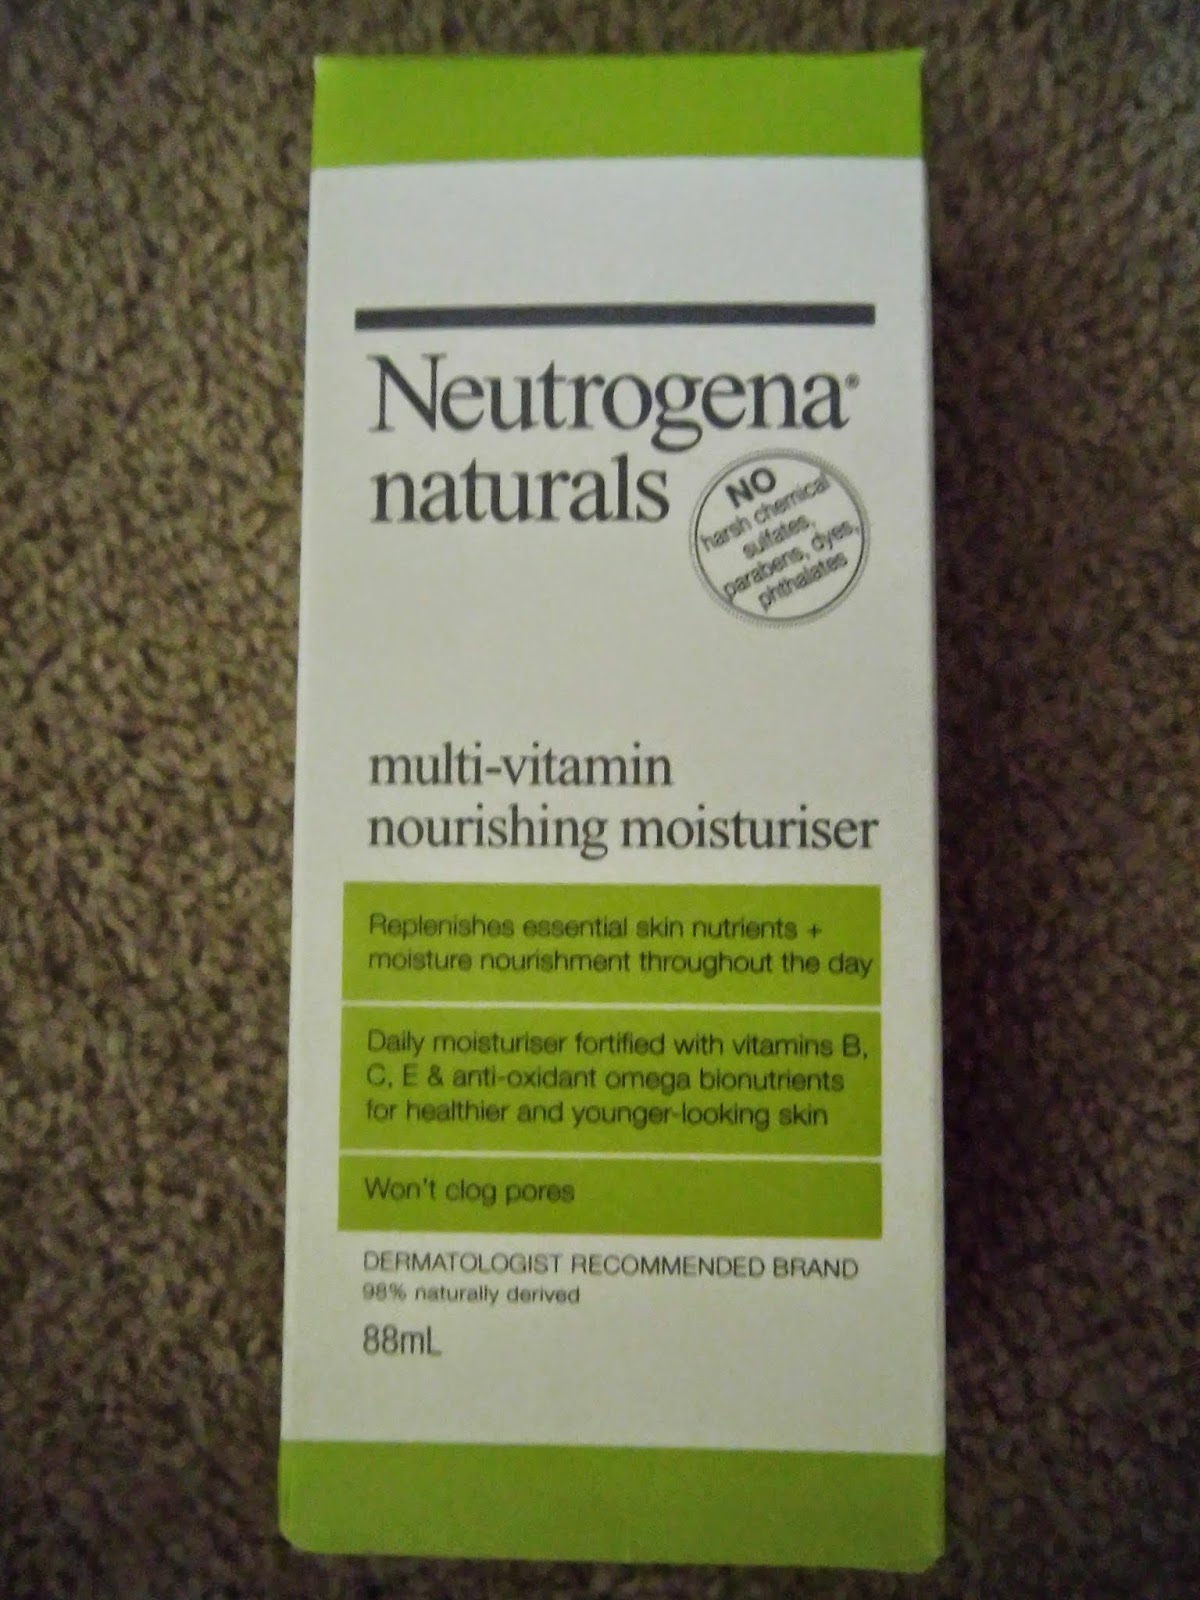 Neutrogena®
naturals
NO
harsh chemical
sulfates,
parabens, dyes,
phthalates
multi-vitamin
nourishing moisturiser
Replenishes essential skin nutrients +
moisture nourishment throughout the day
Daily moisturiser fortified with vitamins B,
C, E & anti-oxidant omega bionutrients
for healthier and younger-looking skin
Won't clog pores
DERMATOLOGIST RECOMMENDED BRAND
98% naturally derived
88mL